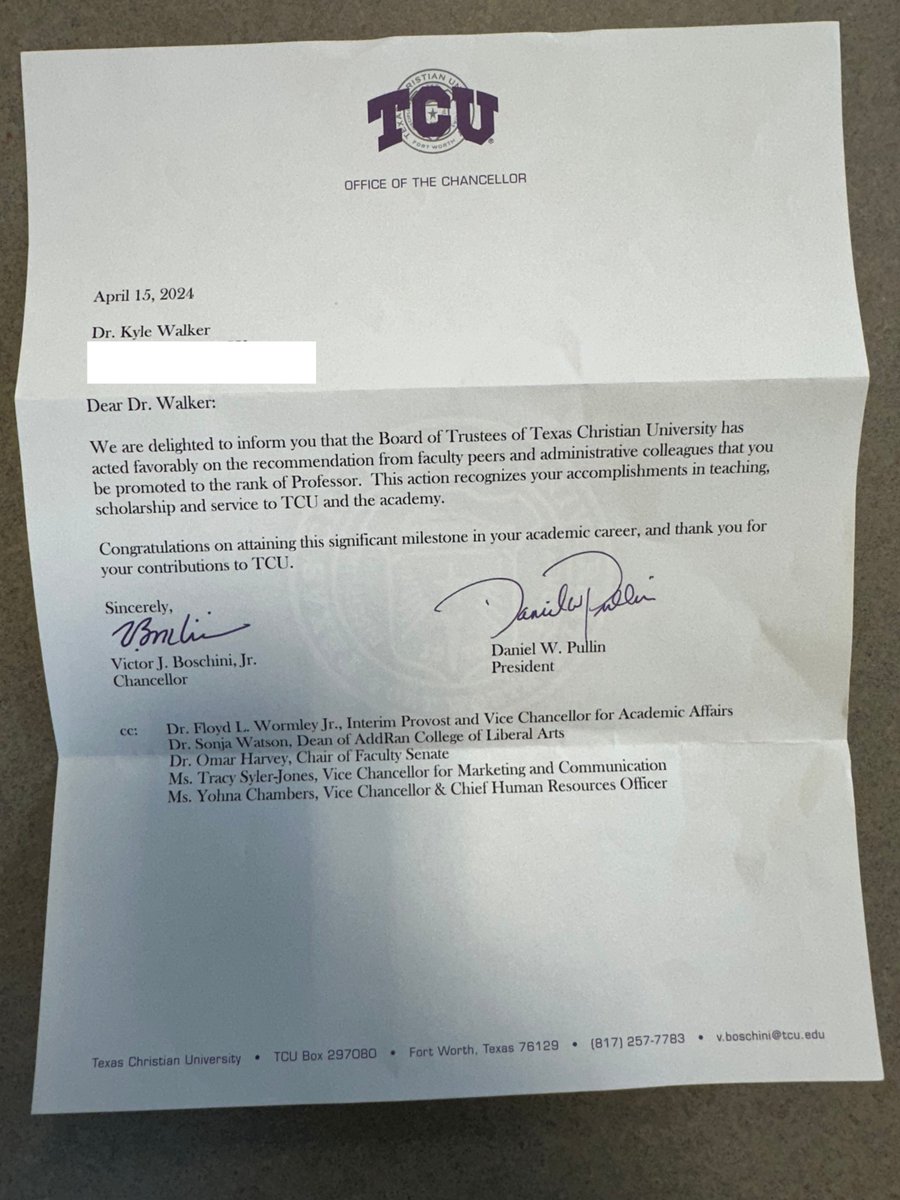 TCU
OFFICE OF THE CHANCELLOR
April 15, 2024
Dr. Kyle Walker
Dear Dr. Walker:
We are delighted to inform you that the Board of Trustees of Texas Christian University has
acted favorably on the recommendation from faculty peers and administrative colleagues that you
be promoted to the rank of Professor. This action recognizes your accomplishments in teaching,
scholarship and service to TCU and the academy.
Congratulations on attaining this significant milestone in your academic career, and thank you for
your contributions to TCU.
Sincerely,
Daniel W Pullin
Victor J. Boschini, Jr.
Chancellor
Daniel W. Pullin
President
cc: Dr. Floyd L. Wormley Jr., Interim Provost and Vice Chancellor for Academic Affairs
Dr. Sonja Watson, Dean of AddRan College of Liberal Arts
Dr. Omar Harvey, Chair of Faculty Senate
Ms. Tracy Syler-Jones, Vice Chancellor for Marketing and Communication
Ms. Yohna Chambers, Vice Chancellor & Chief Human Resources Officer
Texas Christian University • TCU Box 297080 • Fort Worth, Texas 76129 • (817) 257-7783 • v.boschini@tcu.edu